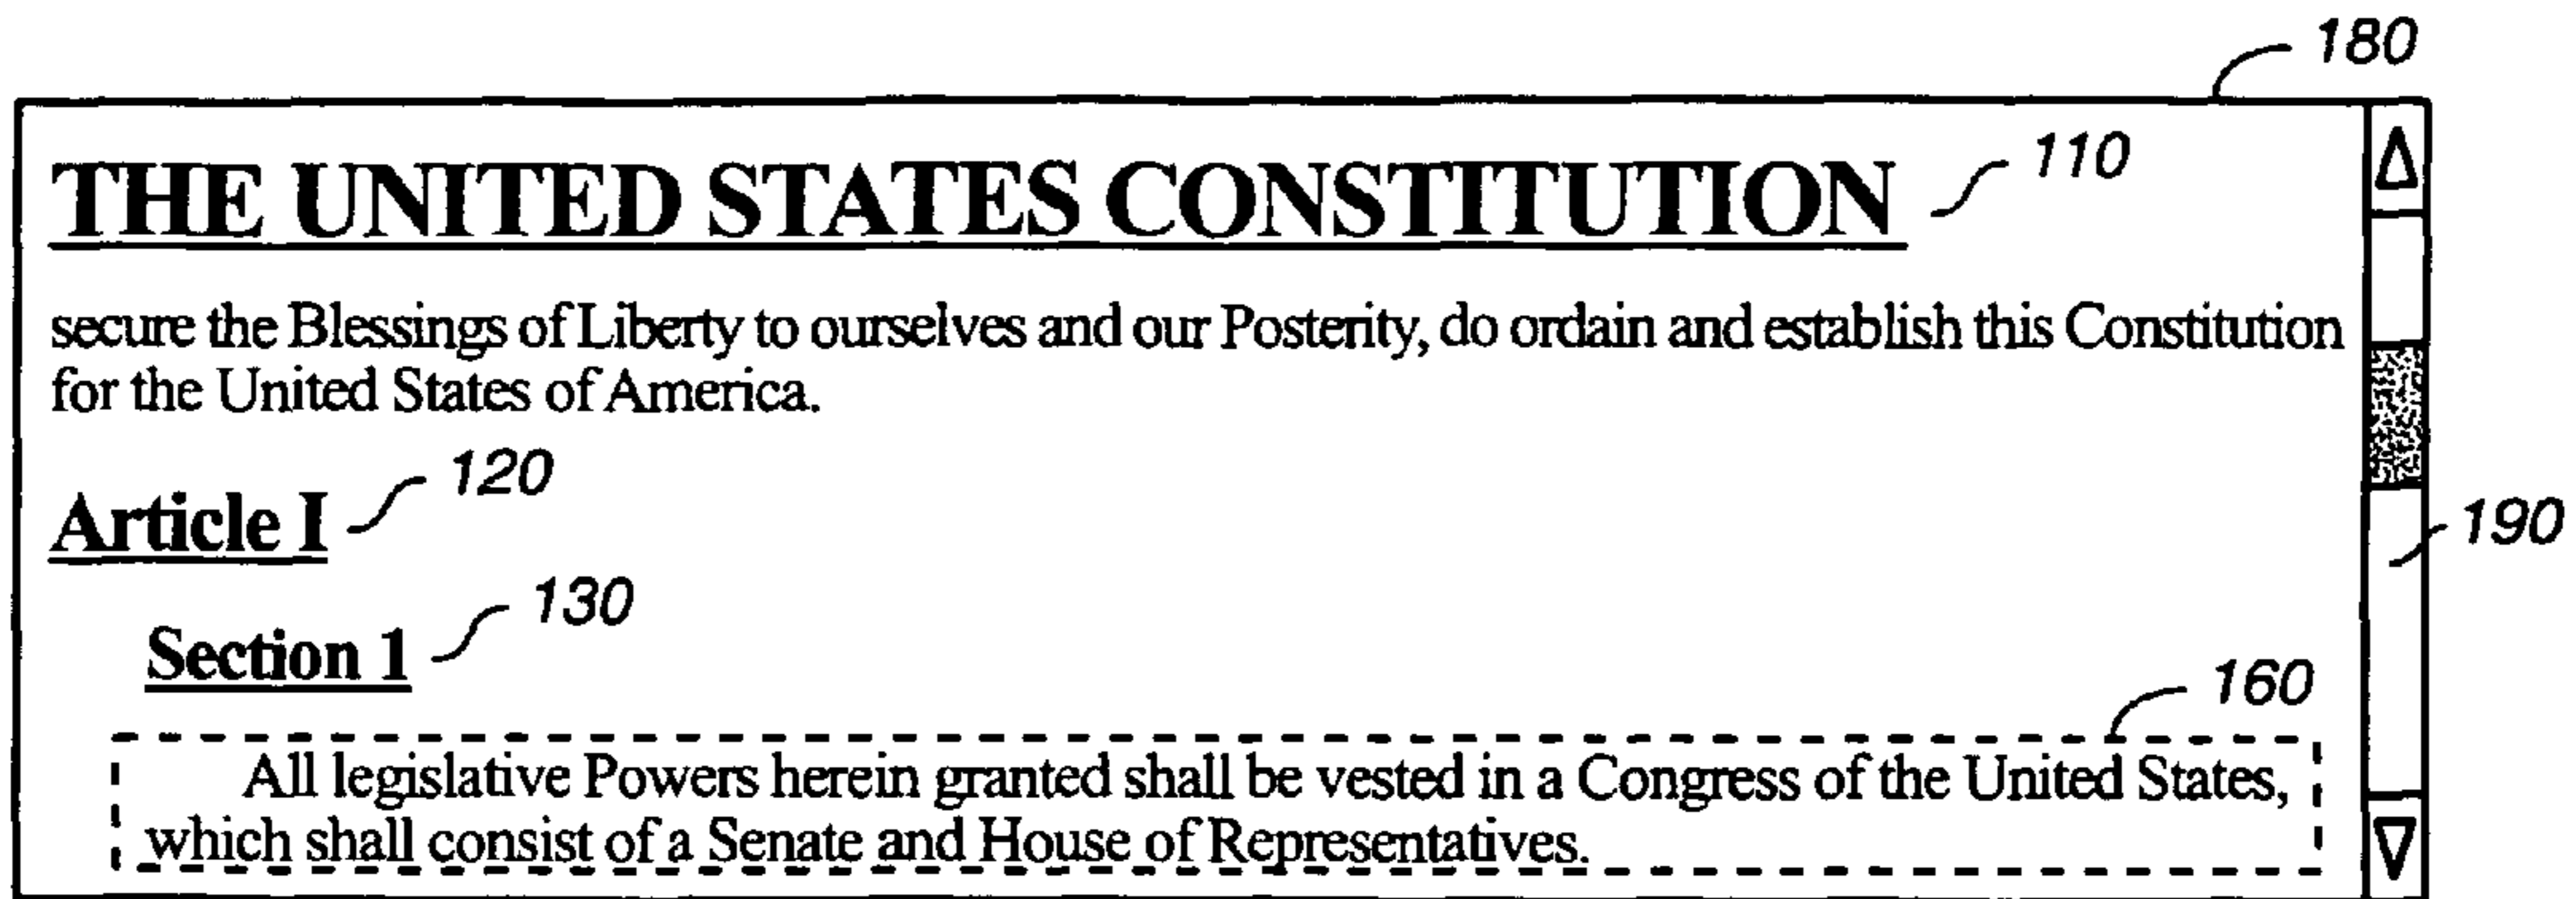 180
THE UNITED STATES CONSTITUTION 110
secure the Blessings of Liberty to ourselves and our Posterity, do ordain and establish this Constitution
for the United States of America.
Article I 120
190
Section 1 130
160
All legislative Powers herein granted shall be vested in a Congress of the United States,
which shall consist of a Senate and House of Representatives.